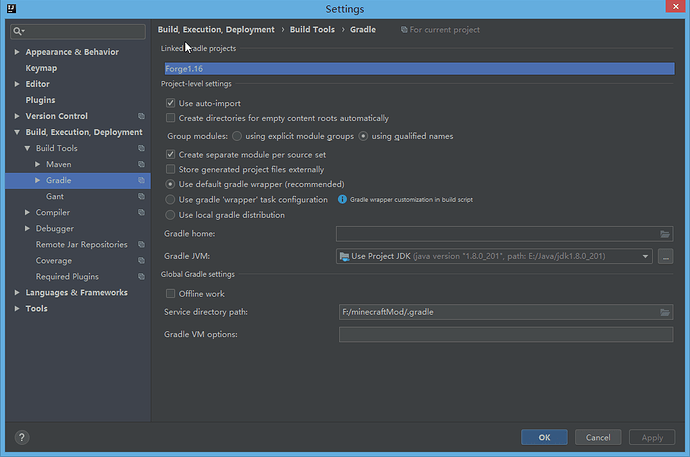 Settings
Build, Execution, Deployment › Build Tools › Gradle For current project
Appearance & Behavior
Keymap
Editor
Plugins
Version Control
Build, Execution, Deployment
Build Tools
Maven
Gradle
Gant
Compiler
Debugger
Remote Jar Repositories
Coverage
Required Plugins
Languages & Frameworks
Tools
Linked Gradle projects
Forge1.16
Project-level settings
Use auto-import
Create directories for empty content roots automatically
Group modules: using explicit module groups using qualified names
Create separate module per source set
Store generated project files externally
Use default gradle wrapper (recommended)
Use gradle 'wrapper' task configuration Gradle wrapper customization in build script
Use local gradle distribution
Gradle home:
Gradle JVM: Use Project JDK (java version "1.8.0_201", path: E:/Java/jdk1.8.0_201) ...
Global Gradle settings
Offline work
Service directory path: F:/minecraftMod/.gradle
Gradle VM options:
? OK Cancel Apply